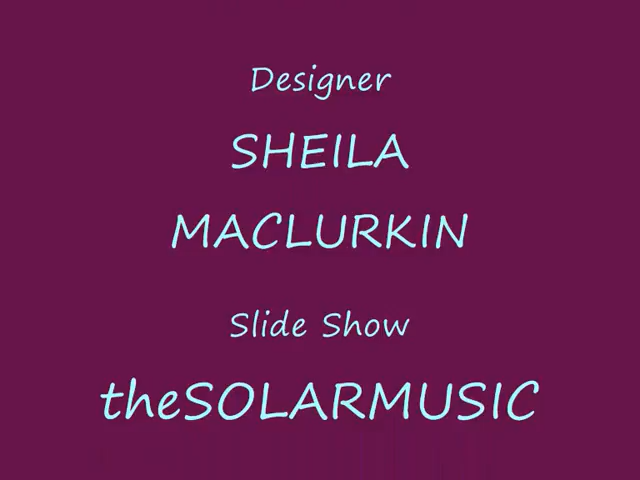 Designer
SHEILA
MACLURKIN
Slide Show
theSOLARMUSIC